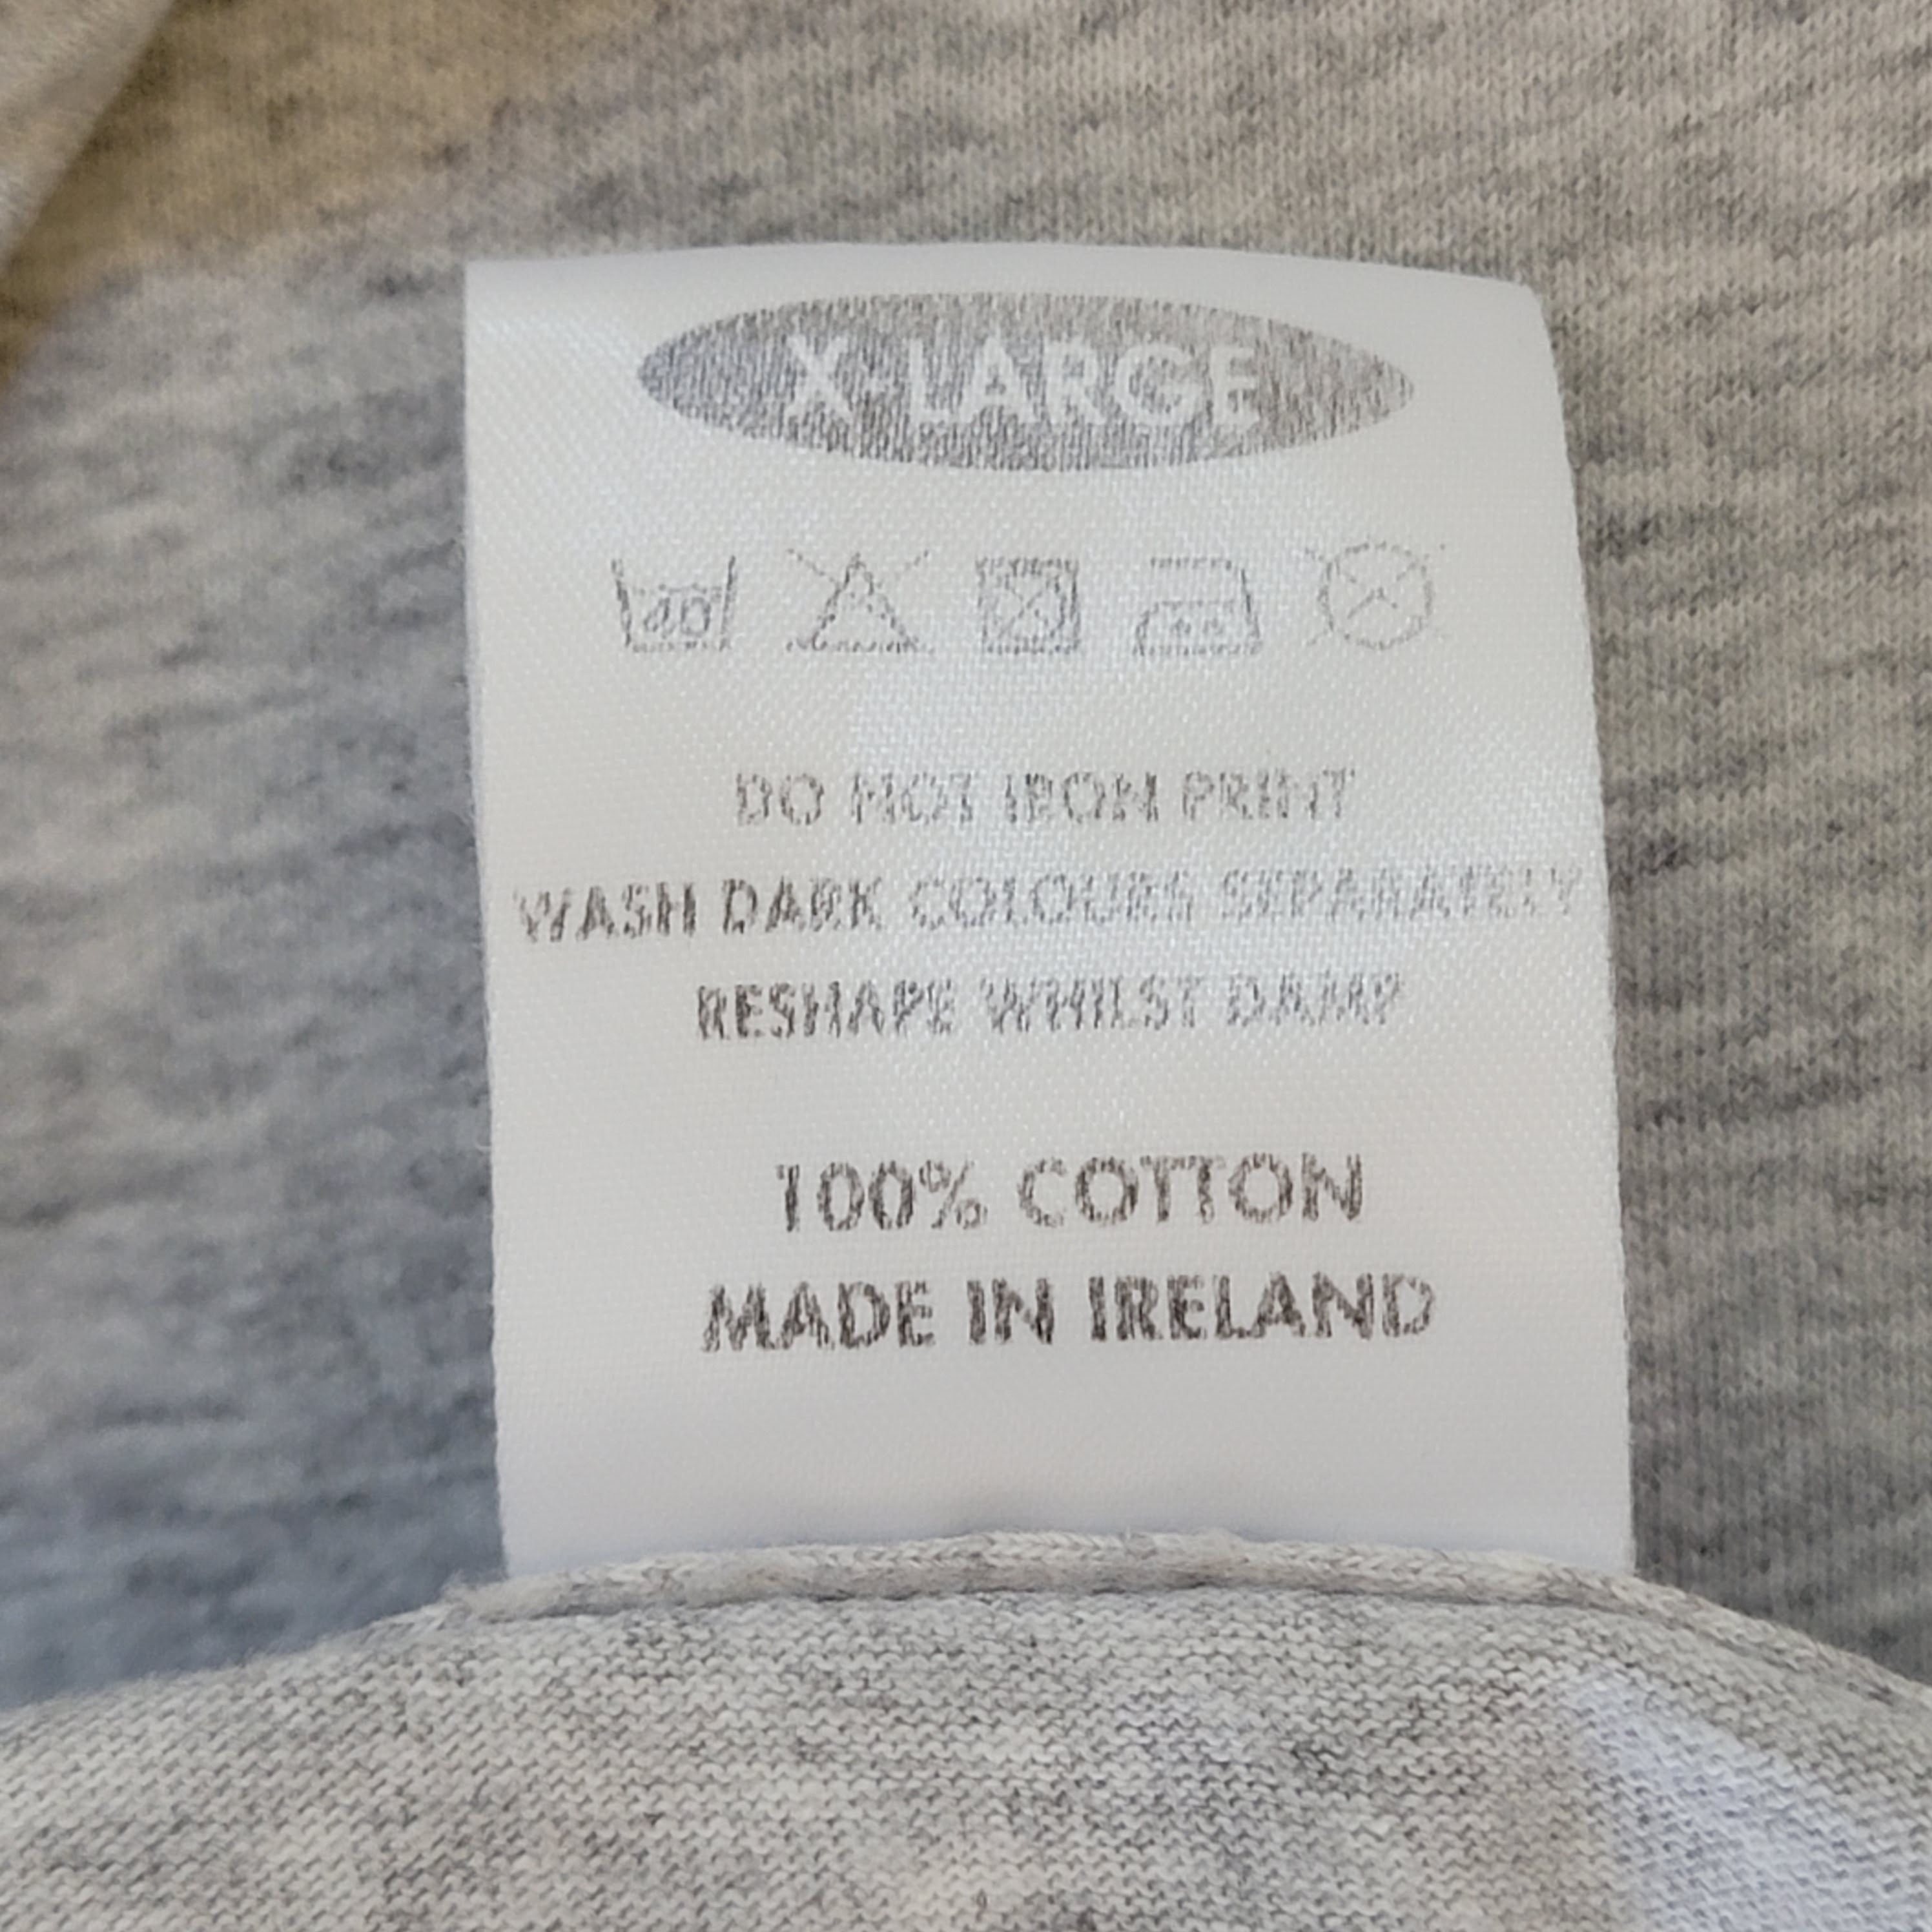 X-LARGE
40
DO NOT IRON PRINT
WASH DARK COLOURS SEPARATELY
RESHAPE WHILST DAMP
100% COTTON
MADE IN IRELAND